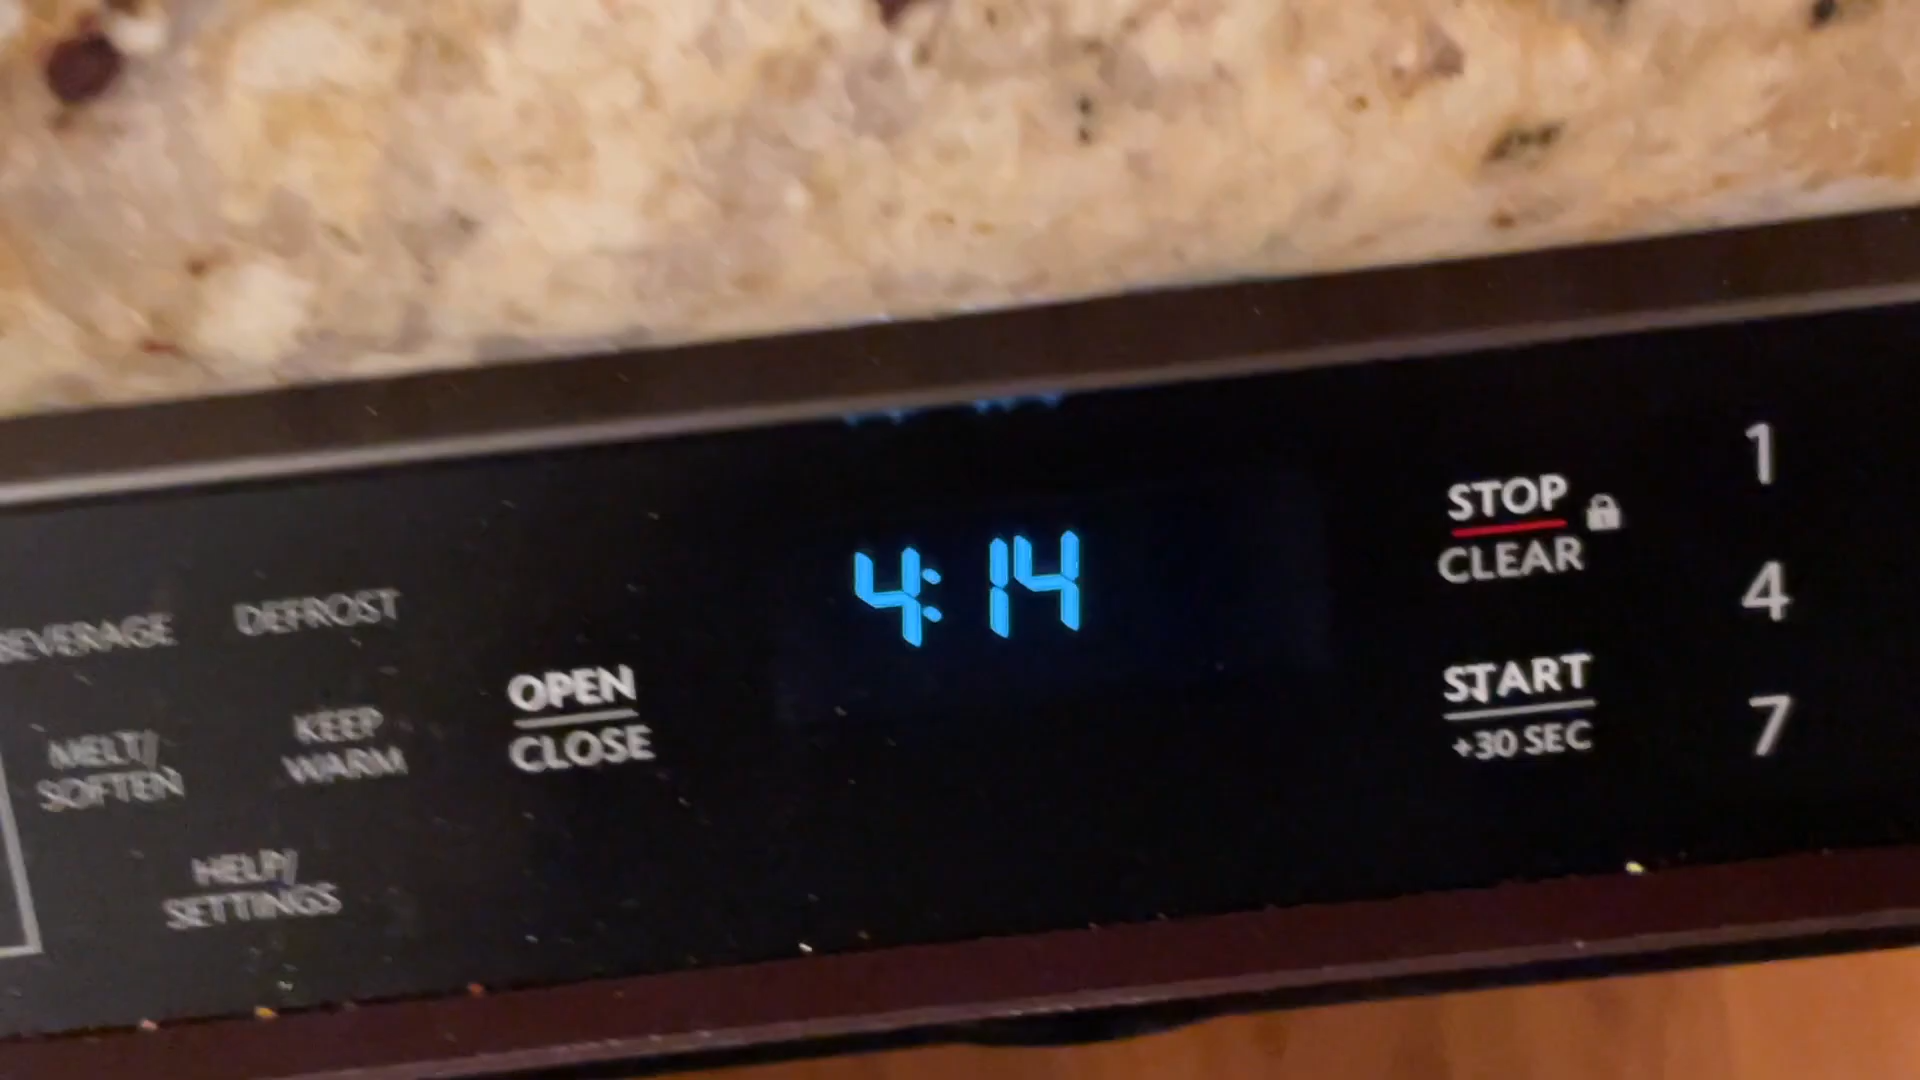 BEVERAGE
DEFROST
MELT/
SOFTEN
KEEP
WARM
HELP/
SETTINGS
OPEN
CLOSE
4:14
STOP
CLEAR
START
+30 SEC
1
4
7